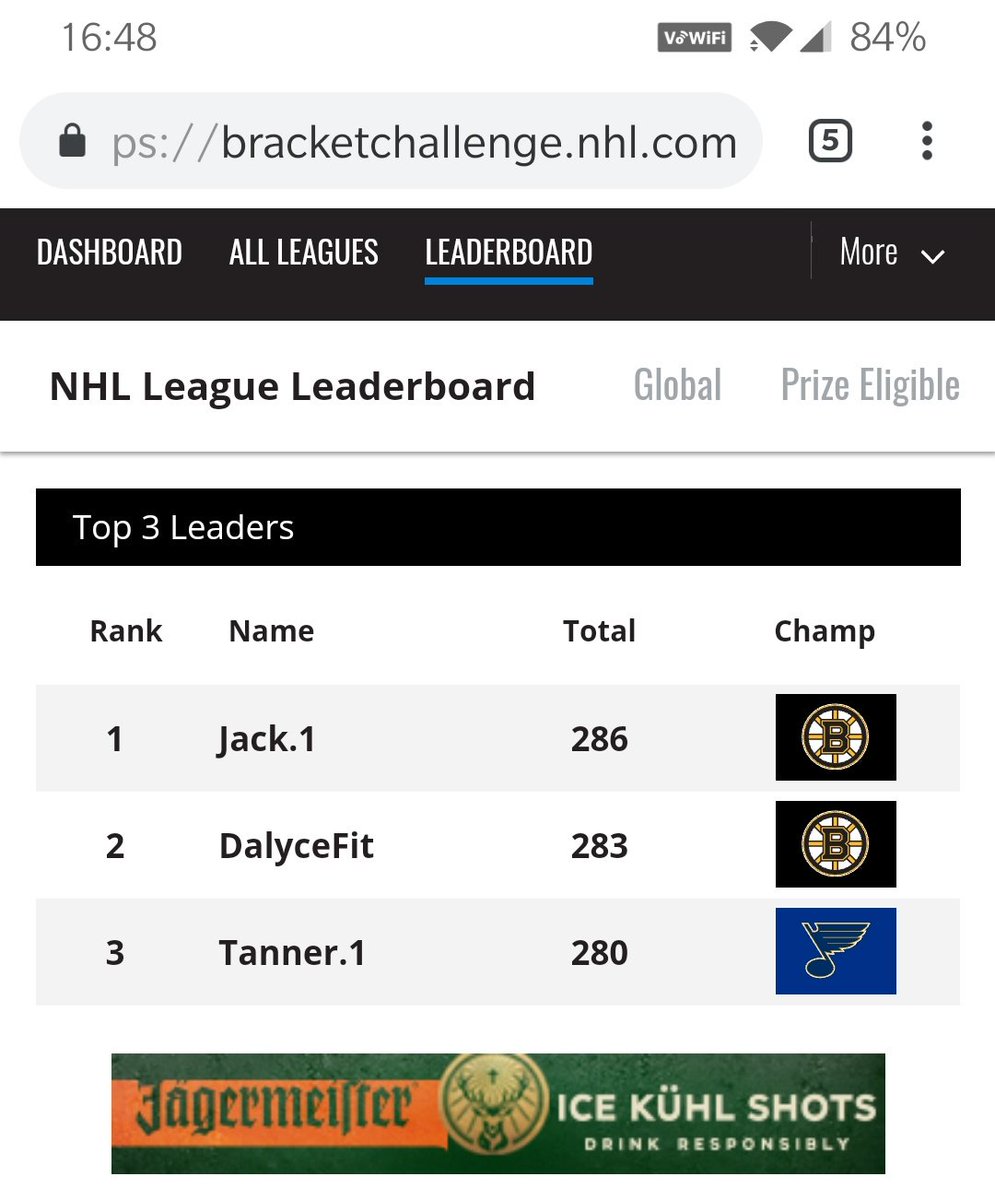 16:48 VoWiFi 84%
ps://bracketchallenge.nhl.com 5
DASHBOARD ALL LEAGUES LEADERBOARD More
NHL League Leaderboard Global Prize Eligible
Top 3 Leaders
Rank Name Total Champ
1 Jack.1 286 B
2 DalyceFit 283 B
3 Tanner.1 280
Jägermeiſter ICE KÜHL SHOTS
DRINK RESPONSIBLY